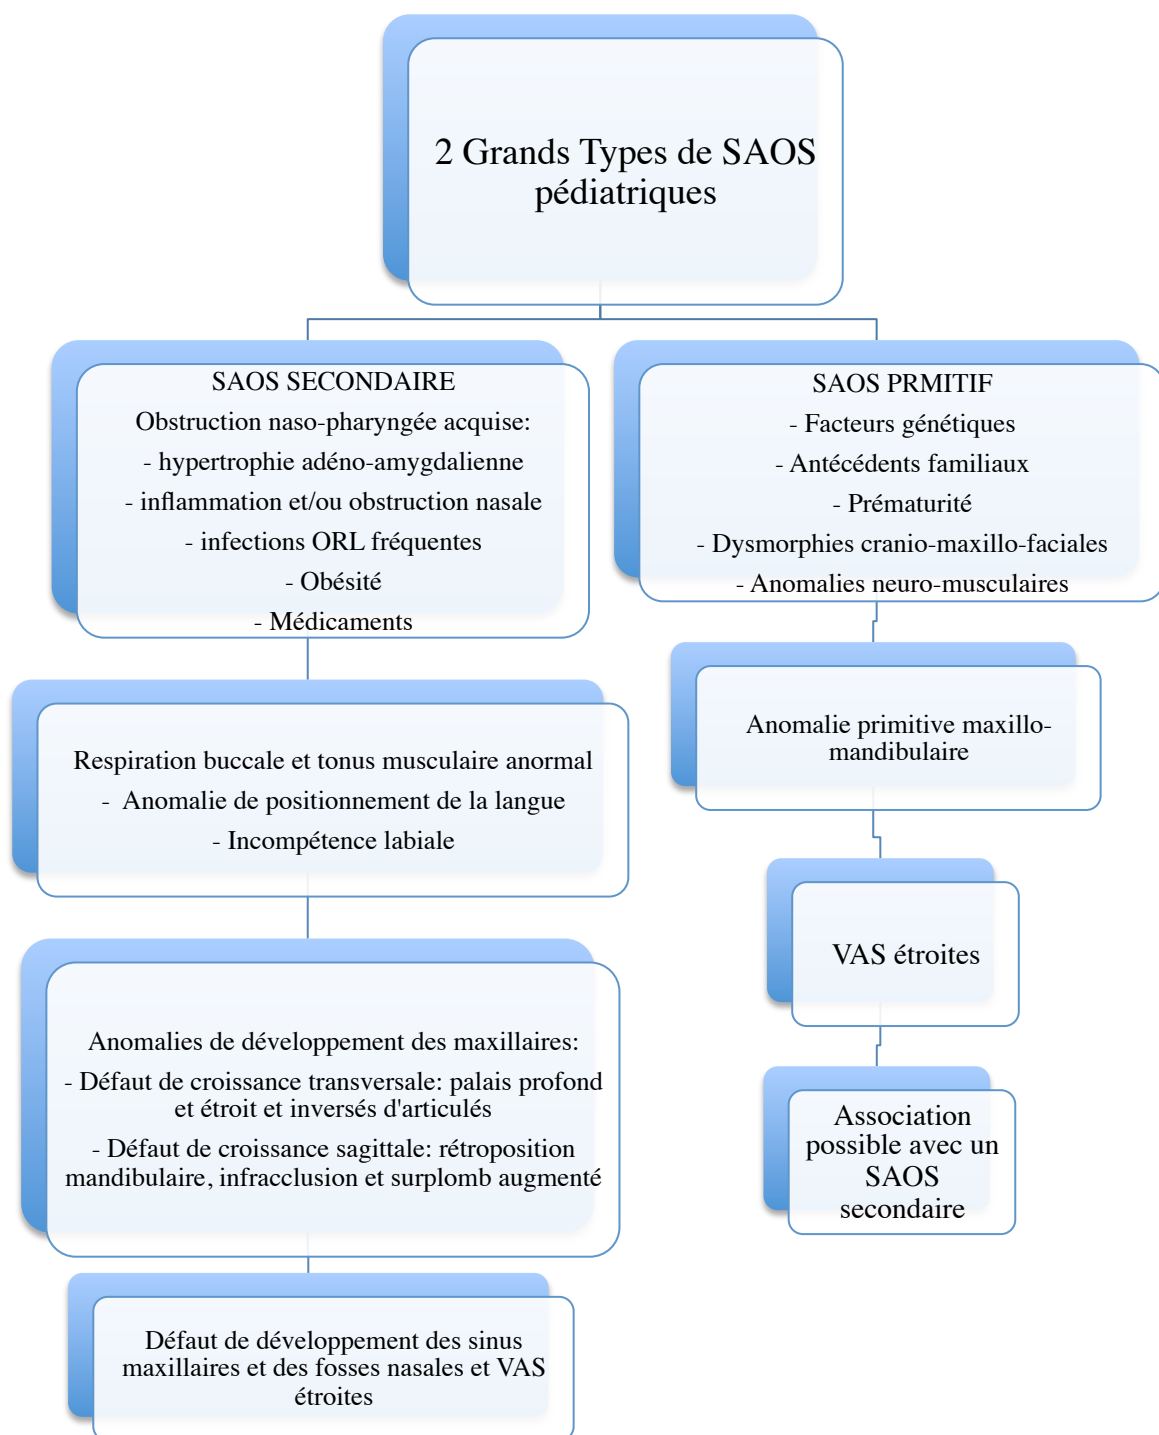 2 Grands Types de SAOS
pédiatriques
SAOS SECONDAIRE
Obstruction naso-pharyngée acquise:
- hypertrophie adéno-amygdalienne
- inflammation et/ou obstruction nasale
- infections ORL fréquentes
- Obésité
- Médicaments
Respiration buccale et tonus musculaire anormal
- Anomalie de positionnement de la langue
- Incompétence labiale
Anomalies de développement des maxillaires:
- Défaut de croissance transversale: palais profond
et étroit et inversés d'articulés
- Défaut de croissance sagittale: rétroposition
mandibulaire, infracclusion et surplomb augmenté
Défaut de développement des sinus
maxillaires et des fosses nasales et VAS
étroites
SAOS PRMITIF
- Facteurs génétiques
- Antécédents familiaux
- Prématurité
- Dysmorphies cranio-maxillo-faciales
- Anomalies neuro-musculaires
Anomalie primitive maxillo-
mandibulaire
VAS étroites
Association
possible avec un
SAOS
secondaire